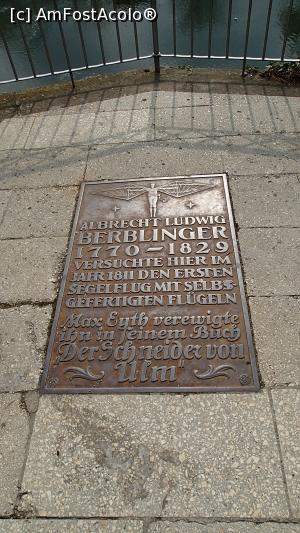 [c] AmFostAcolo®
ALBRECHT LUDWIG
BERBLINGER
1770-1829
VERSUCHTE HIER IM
JAHR 1811 DEN ERSTEN
SEGELFLUG MIT SELBS=
GEFERTIGTEN FLÜGELN
Max Eyth verewigte
ihn in seinem Buch
"Der Schneider von
Ulm"